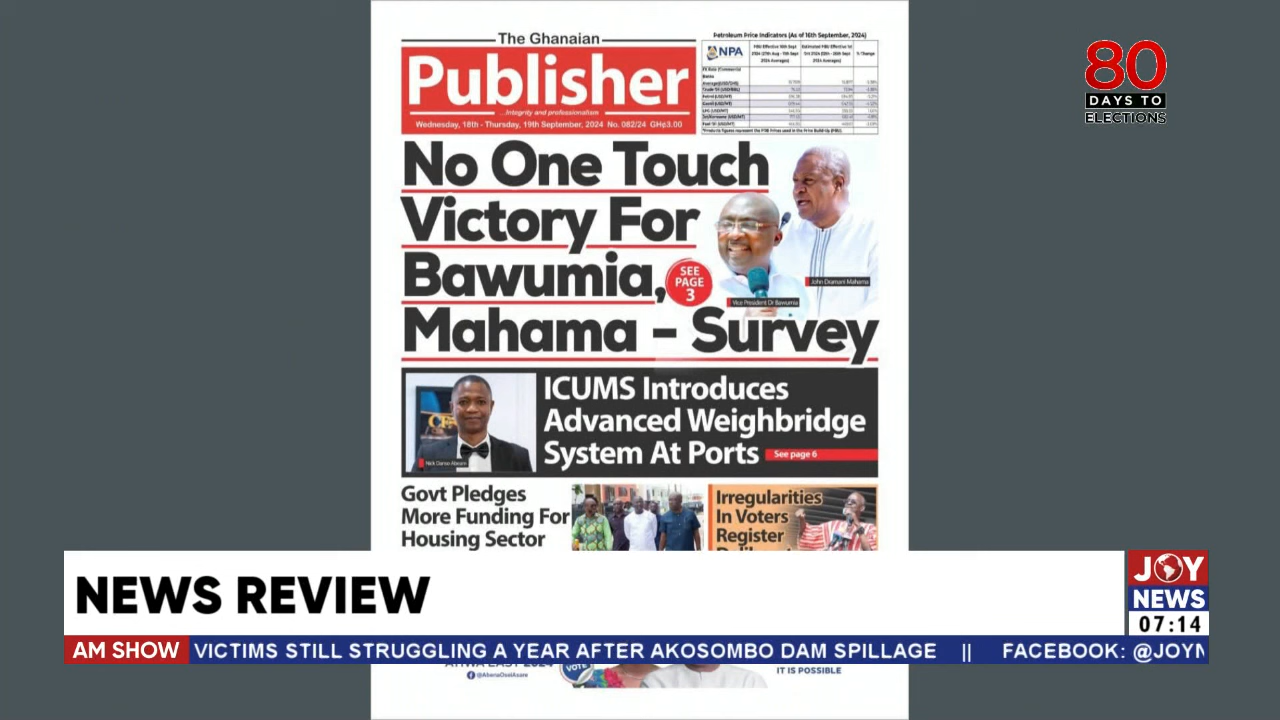 The Ghanaian
Publisher
...Integrity and professionalism
Wednesday, 18th - Thursday, 19th September, 2024 No. 082/24 GH¢3.00
Petroleum Price Indicators (As of 16th September, 2024)
NPA
% Change
80
DAYS TO
ELECTIONS
No One Touch
Victory For
Bawumia,
Mahama – Survey
SEE
PAGE
3
John Dramani Mahama
Vice President Dr Bawumia
ICUMS Introduces
Advanced Weighbridge
System At Ports
See page 6
Govt Pledges
More Funding For
Housing Sector
Irregularities
In Voters
Register
NEWS REVIEW
JOY
NEWS
07:14
AM SHOW
VICTIMS STILL STRUGGLING A YEAR AFTER AKOSOMBO DAM SPILLAGE || FACEBOOK: @JOYN
VOTE
@AbenaOseiAsare
IT IS POSSIBLE